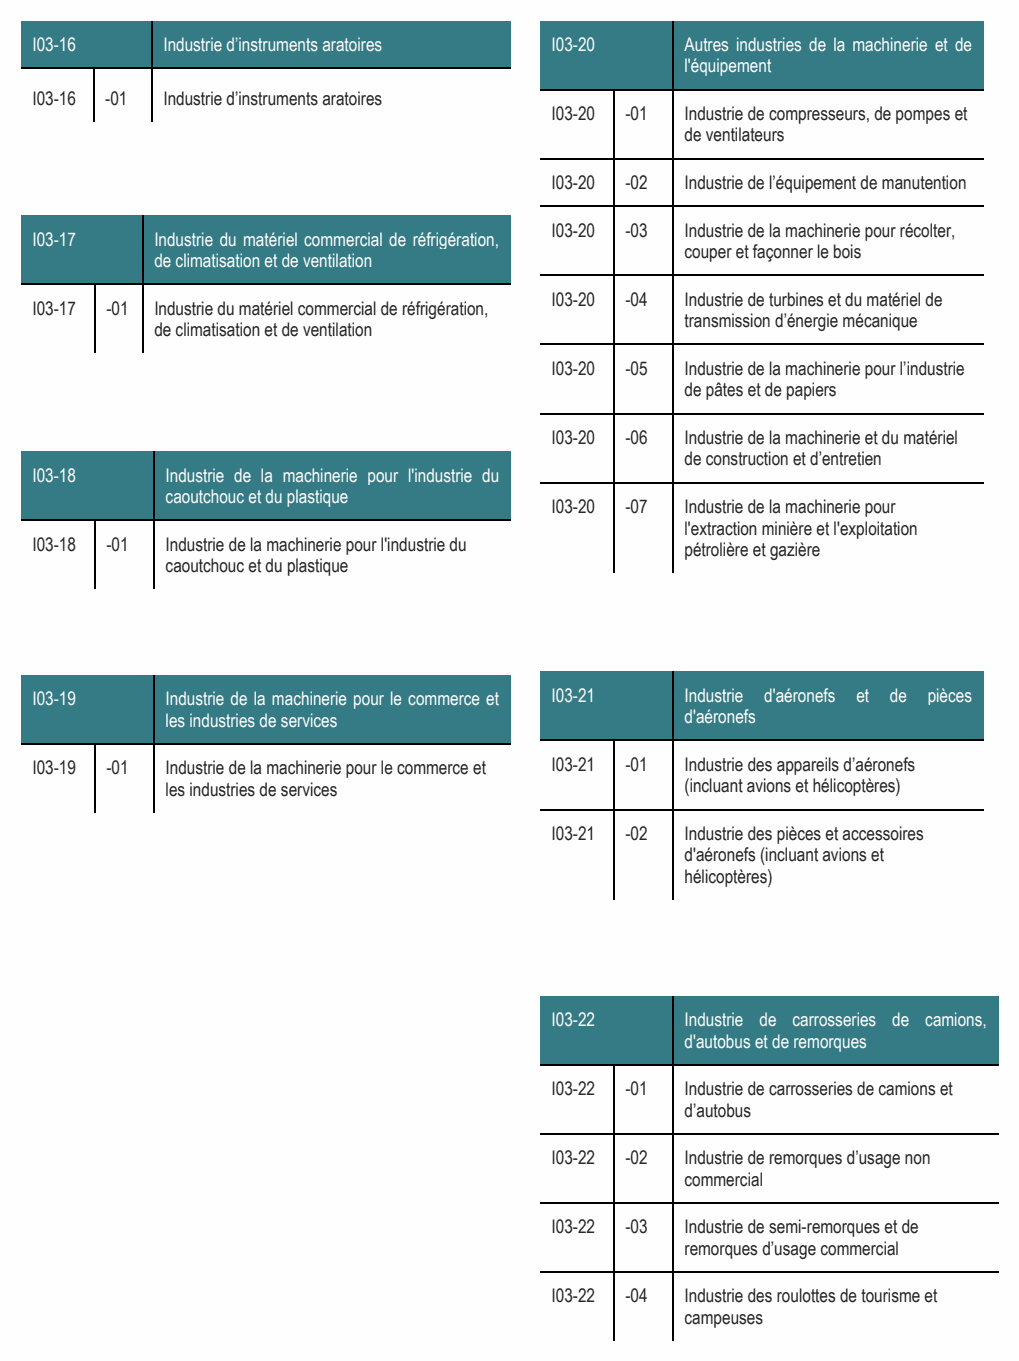 I03-16 Industrie d’instruments aratoires
I03-16 -01 Industrie d’instruments aratoires
I03-17 Industrie du matériel commercial de réfrigération,
de climatisation et de ventilation
I03-17 -01 Industrie du matériel commercial de réfrigération,
de climatisation et de ventilation
I03-18 Industrie de la machinerie pour l'industrie du
caoutchouc et du plastique
I03-18 -01 Industrie de la machinerie pour l'industrie du
caoutchouc et du plastique
I03-19 Industrie de la machinerie pour le commerce et
les industries de services
I03-19 -01 Industrie de la machinerie pour le commerce et
les industries de services
I03-20 Autres industries de la machinerie et de
l'équipement
I03-20 -01 Industrie de compresseurs, de pompes et
de ventilateurs
I03-20 -02 Industrie de l’équipement de manutention
I03-20 -03 Industrie de la machinerie pour récolter,
couper et façonner le bois
I03-20 -04 Industrie de turbines et du matériel de
transmission d’énergie mécanique
I03-20 -05 Industrie de la machinerie pour l’industrie
de pâtes et de papiers
I03-20 -06 Industrie de la machinerie et du matériel
de construction et d’entretien
I03-20 -07 Industrie de la machinerie pour
l'extraction minière et l'exploitation
pétrolière et gazière
I03-21 Industrie d'aéronefs et de pièces
d'aéronefs
I03-21 -01 Industrie des appareils d’aéronefs
(incluant avions et hélicoptères)
I03-21 -02 Industrie des pièces et accessoires
d'aéronefs (incluant avions et
hélicoptères)
I03-22 Industrie de carrosseries de camions,
d'autobus et de remorques
I03-22 -01 Industrie de carrosseries de camions et
d’autobus
I03-22 -02 Industrie de remorques d’usage non
commercial
I03-22 -03 Industrie de semi-remorques et de
remorques d’usage commercial
I03-22 -04 Industrie des roulottes de tourisme et
campeuses